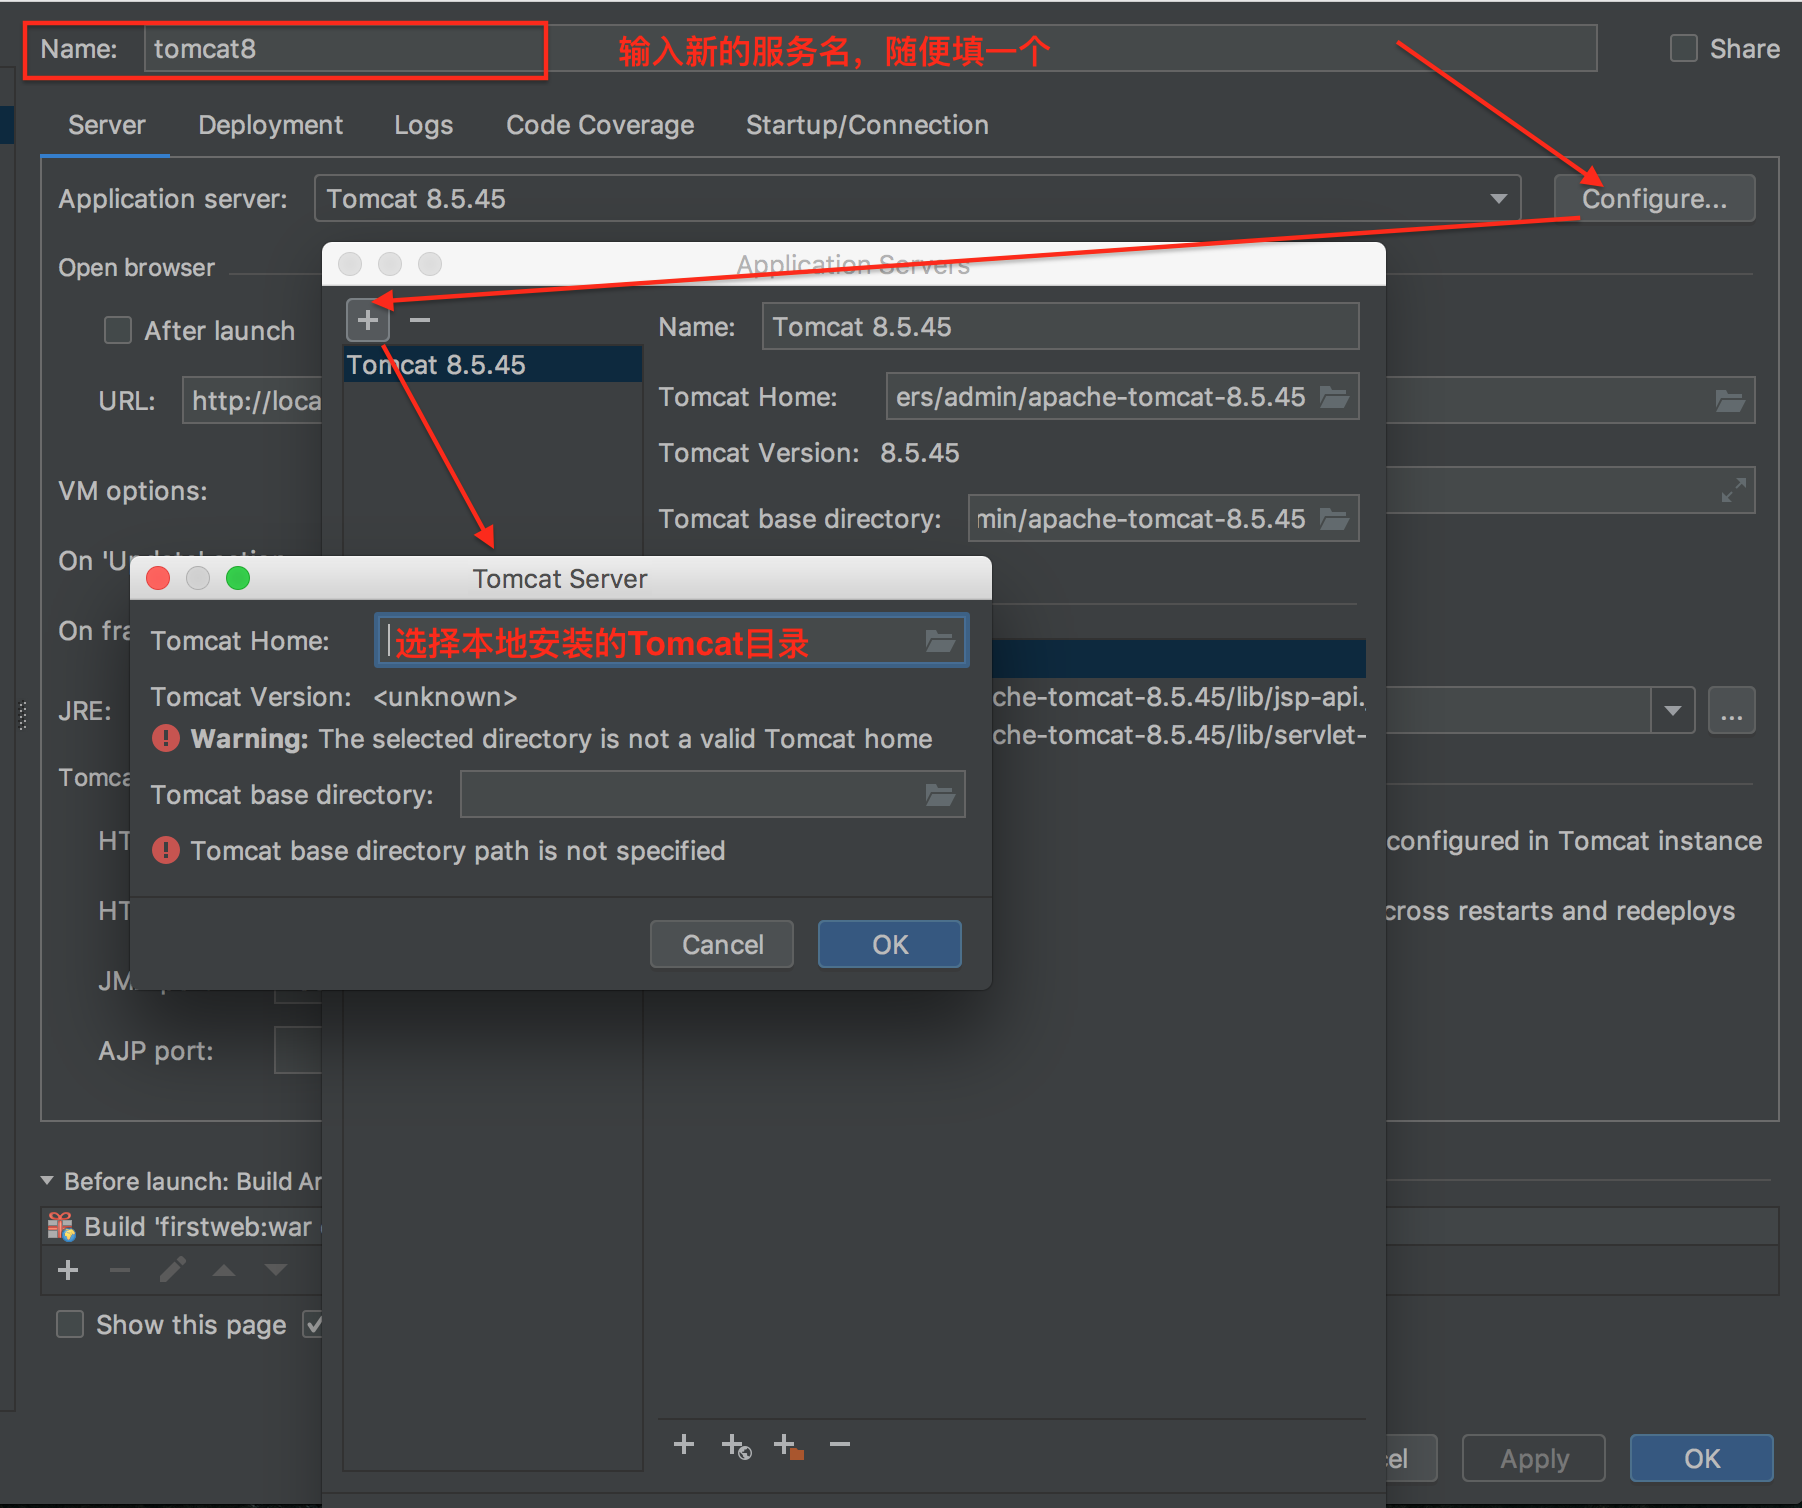 Name: tomcat8 输入新的服务名，随便填一个 Share
Server Deployment Logs Code Coverage Startup/Connection
Application server: Tomcat 8.5.45 Configure...
Application Servers
Open browser
Name: Tomcat 8.5.45
After launch
Tomcat 8.5.45
Tomcat Home: ers/admin/apache-tomcat-8.5.45
URL: http://loca
Tomcat Version: 8.5.45
VM options:
Tomcat base directory: min/apache-tomcat-8.5.45
On 'Update' action
Tomcat Server
On fra
Tomcat Home: 选择本地安装的Tomcat目录
Tomcat Version: <unknown>
che-tomcat-8.5.45/lib/jsp-api.
JRE: ...
Warning: The selected directory is not a valid Tomcat home
che-tomcat-8.5.45/lib/servlet-
Tomca
Tomcat base directory:
HT configured in Tomcat instance
Tomcat base directory path is not specified
HT cross restarts and redeploys
Cancel OK
JM
AJP port:
Before launch: Build Ar
Build 'firstweb:war
Show this page
el Apply OK